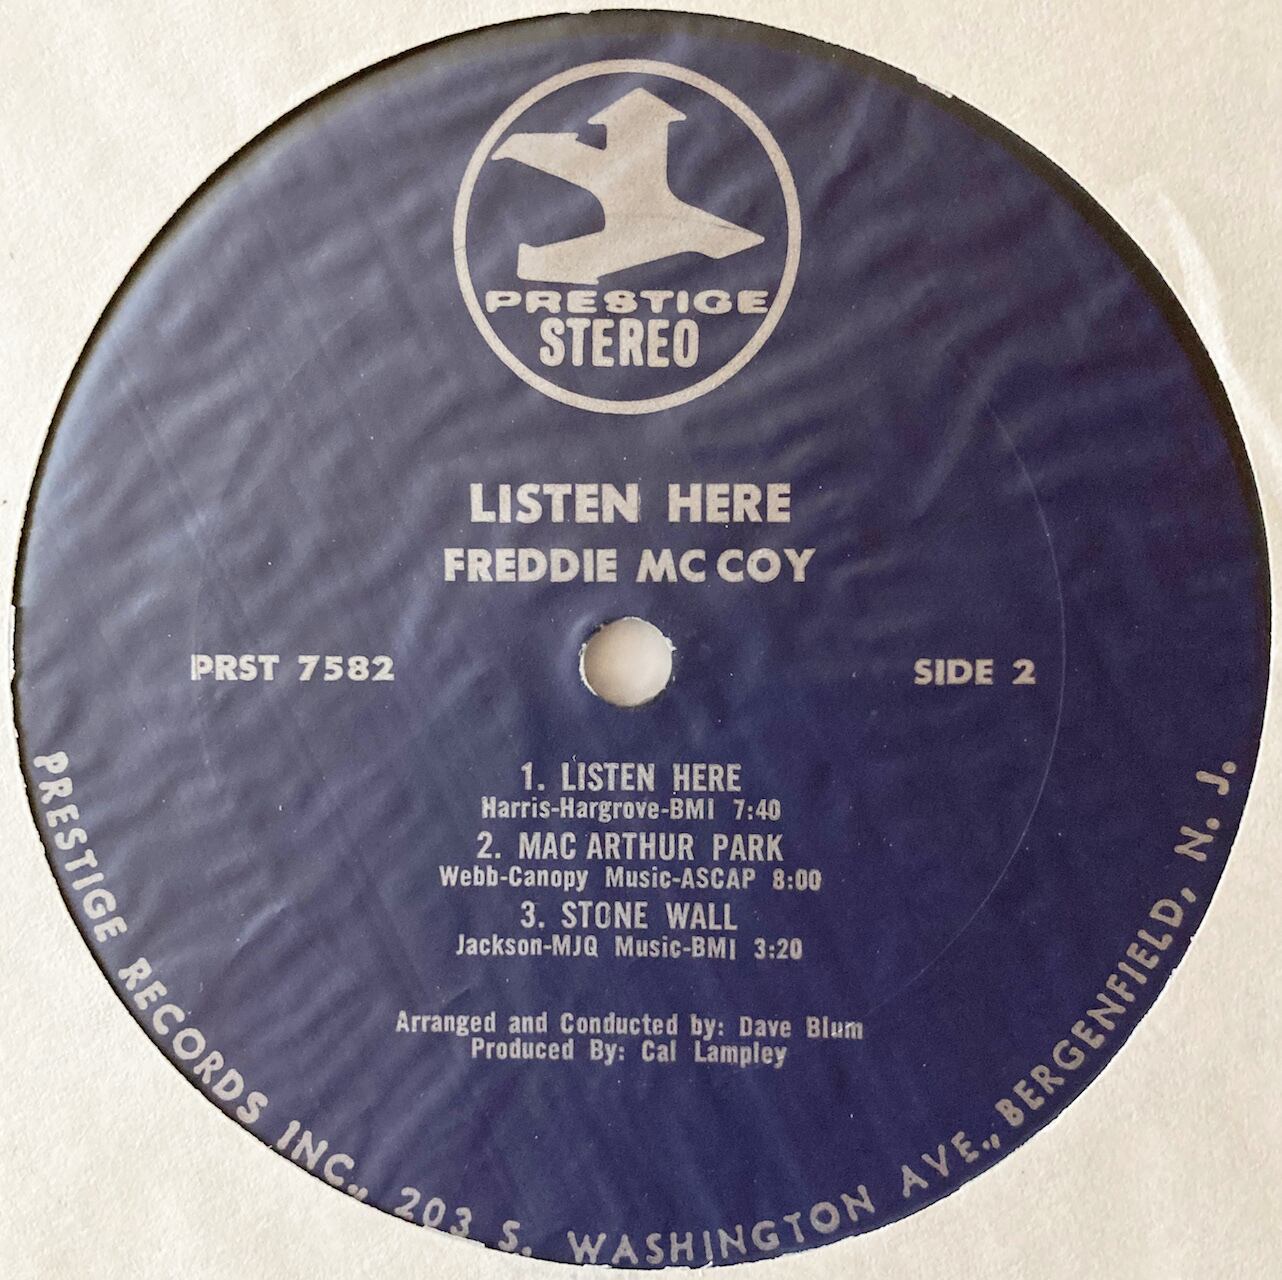 PRESTIGE
STEREO
LISTEN HERE
FREDDIE MC COY
PRST 7582
SIDE 2
1. LISTEN HERE
Harris-Hargrove-BMI 7:40
2. MAC ARTHUR PARK
Webb-Canopy Music-ASCAP 8:00
3. STONE WALL
Jackson-MJQ Music-BMI 3:20
Arranged and Conducted by: Dave Blum
Produced By: Cal Lampley
PRESTIGE RECORDS INC., 203 S. WASHINGTON AVE., BERGENFIELD, N. J.